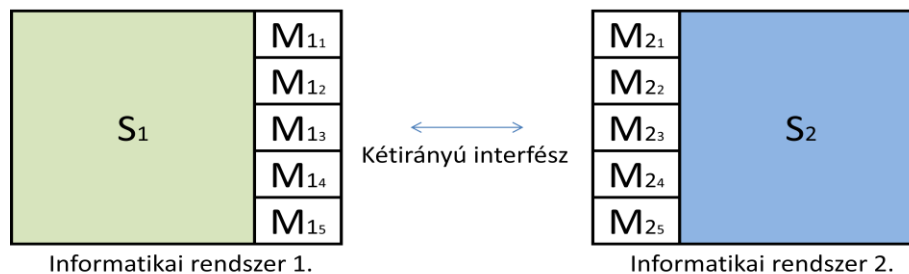 S₁
M₁₁
M₁₂
M₁₃
M₁₄
M₁₅
Kétirányú interfész
M₂₁
M₂₂
M₂₃
M₂₄
M₂₅
S₂
Informatikai rendszer 1.
Informatikai rendszer 2.